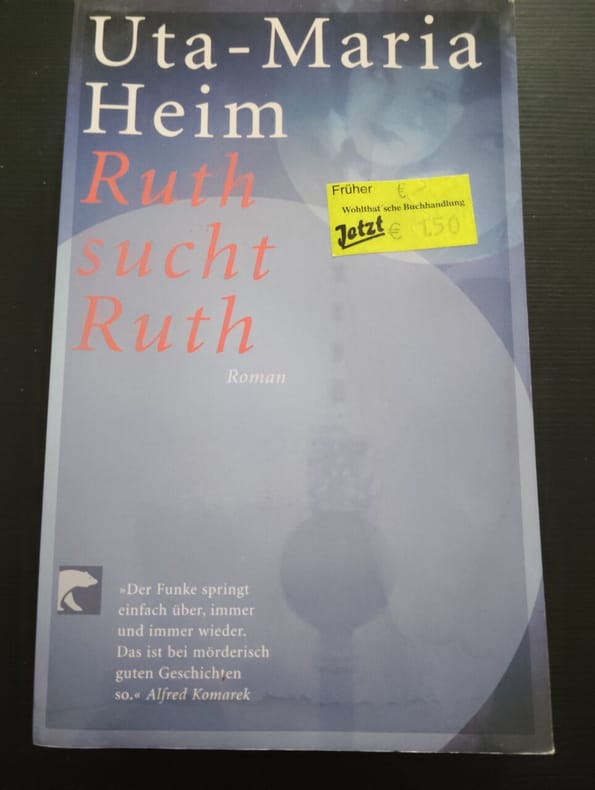 Uta-Maria
Heim
Ruth
sucht
Ruth
Roman
Früher €
Wohlthat'sche Buchhandlung
Jetzt € 1.50
»Der Funke springt
einfach über, immer
und immer wieder.
Das ist bei mörderisch
guten Geschichten
so.« Alfred Komarek